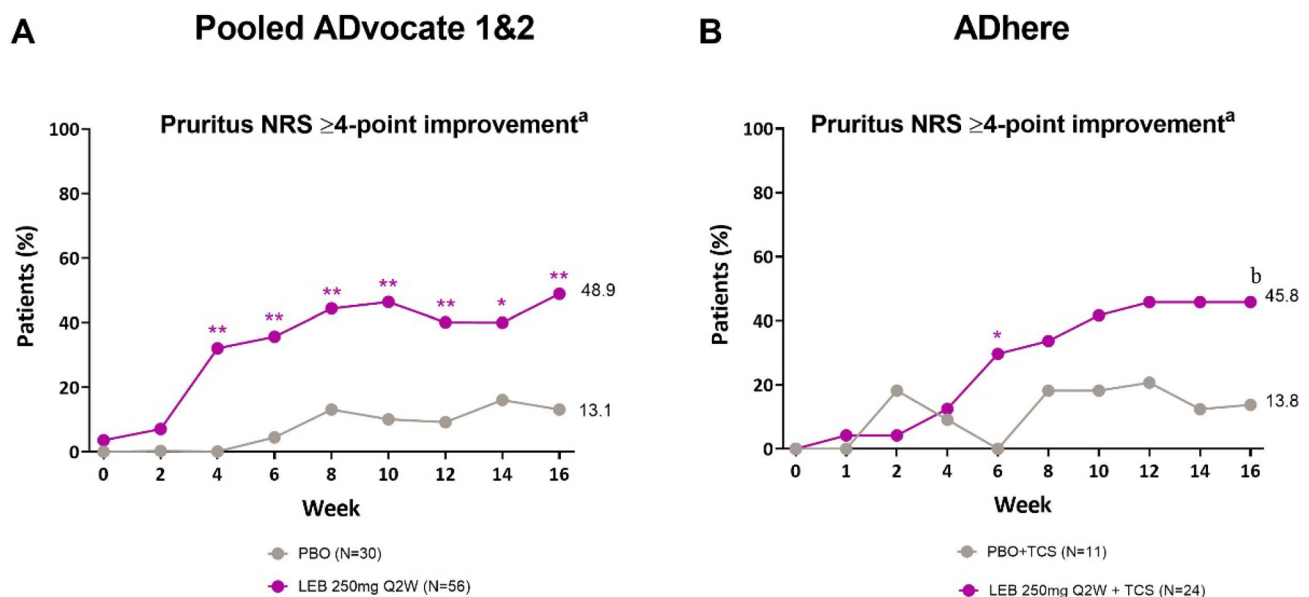 A Pooled ADvocate 1&2
Pruritus NRS ≥4-point improvementᵃ
Patients (%)
100
80
60
40
20
0
** ** ** ** ** * **
48.9
13.1
0 2 4 6 8 10 12 14 16
Week
PBO (N=30)
LEB 250mg Q2W (N=56)
B ADhere
Pruritus NRS ≥4-point improvementᵃ
Patients (%)
100
80
60
40
20
0
*
b
45.8
13.8
0 1 2 4 6 8 10 12 14 16
Week
PBO+TCS (N=11)
LEB 250mg Q2W + TCS (N=24)